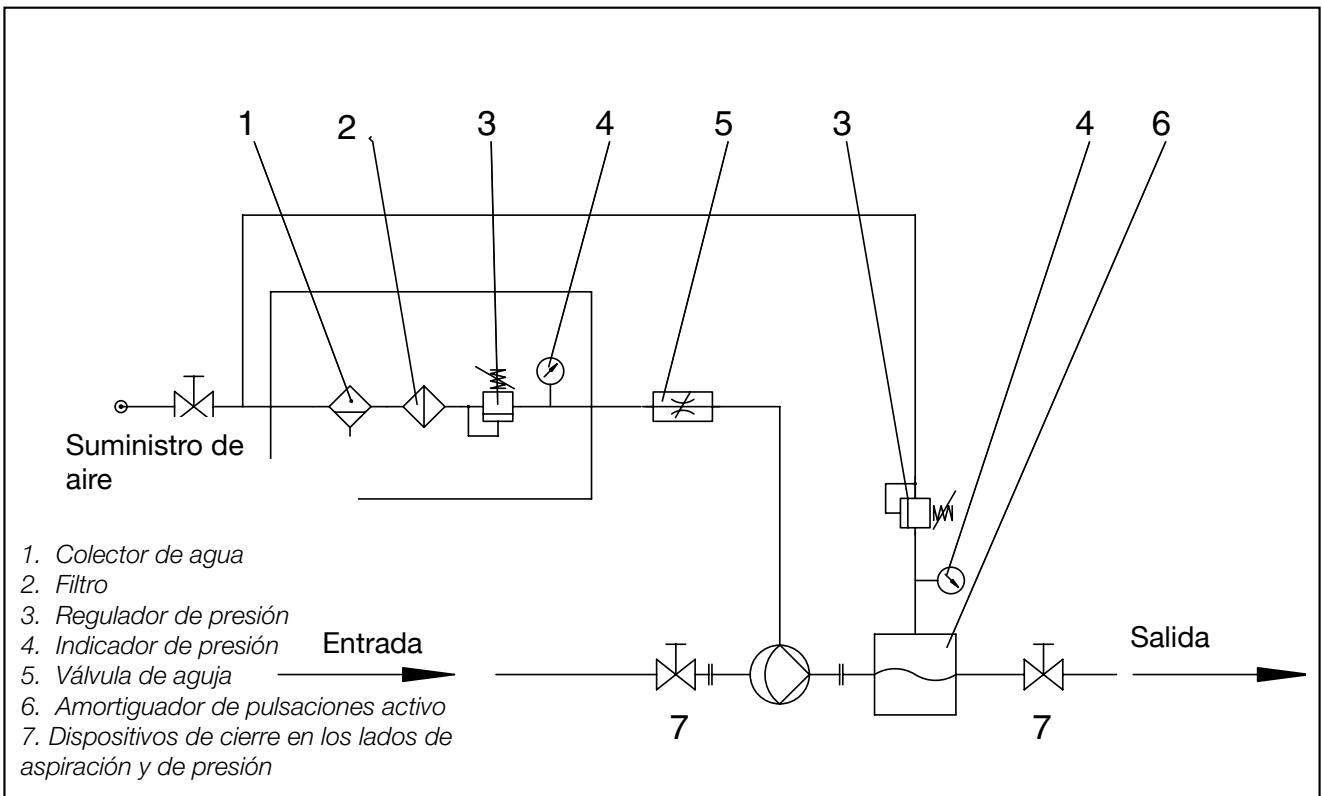 1 2 3 4 5 3 4 6
Suministro de
aire
1. Colector de agua
2. Filtro
3. Regulador de presión
4. Indicador de presión
5. Válvula de aguja
6. Amortiguador de pulsaciones activo
7. Dispositivos de cierre en los lados de
aspiración y de presión
Entrada
Salida
7 7